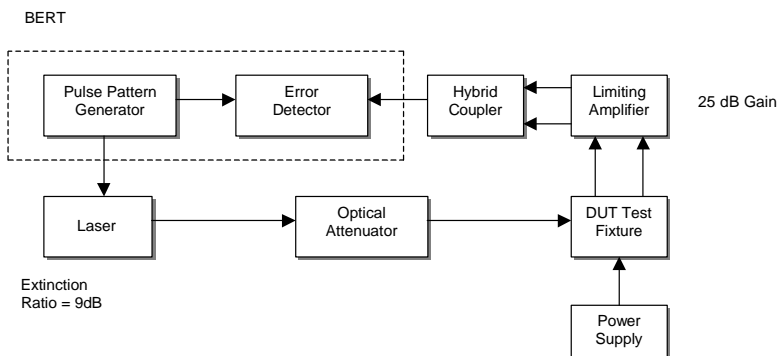 BERT
Pulse Pattern
Generator
Error
Detector
Hybrid
Coupler
Limiting
Amplifier
25 dB Gain
Laser
Optical
Attenuator
DUT Test
Fixture
Extinction
Ratio = 9dB
Power
Supply